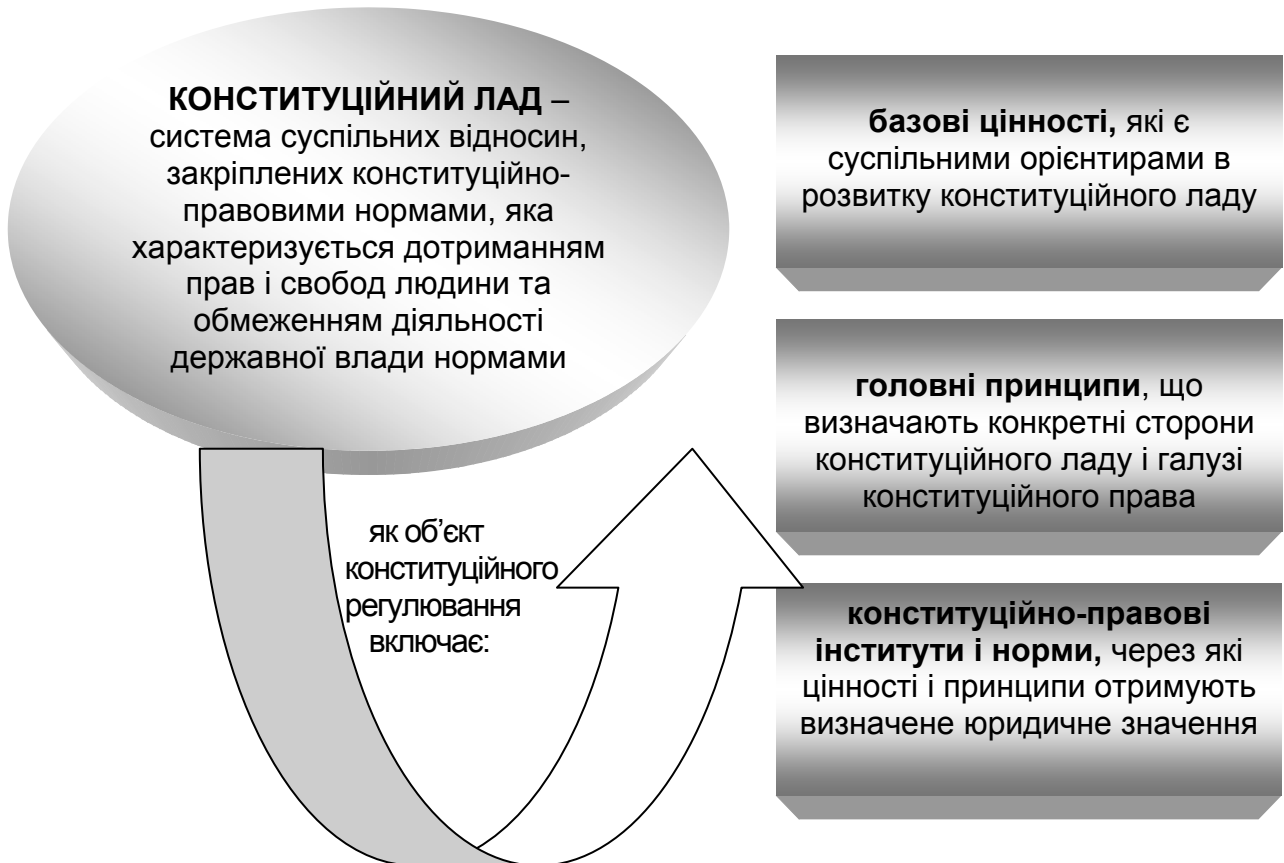 КОНСТИТУЦІЙНИЙ ЛАД –
система суспільних відносин,
закріплених конституційно-
правовими нормами, яка
характеризується дотриманням
прав і свобод людини та
обмеженням діяльності
державної влади нормами
як об’єкт
конституційного
регулювання
включає:
базові цінності, які є
суспільними орієнтирами в
розвитку конституційного ладу
головні принципи, що
визначають конкретні сторони
конституційного ладу і галузі
конституційного права
конституційно-правові
інститути і норми, через які
цінності і принципи отримують
визначене юридичне значення